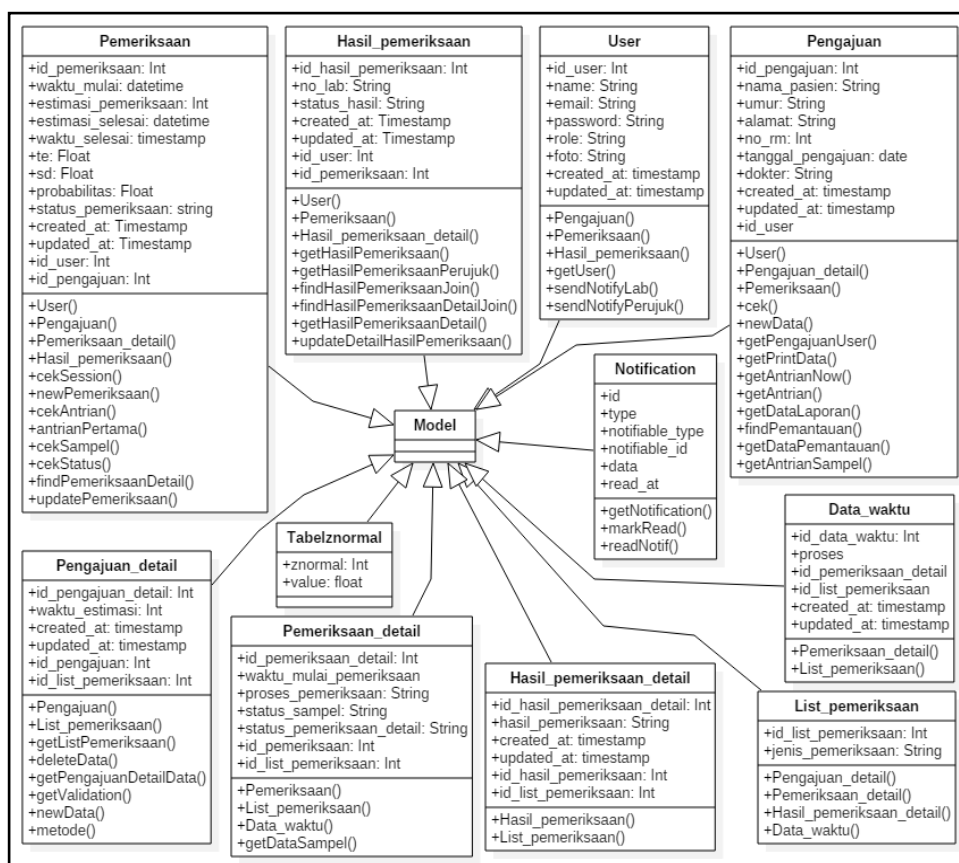 Pemeriksaan
+id_pemeriksaan: Int
+waktu_mulai: datetime
+estimasi_pemeriksaan: Int
+estimasi_selesai: datetime
+waktu_selesai: timestamp
+te: Float
+sd: Float
+probabilitas: Float
+status_pemeriksaan: string
+created_at: Timestamp
+updated_at: Timestamp
+id_user: Int
+id_pengajuan: Int
+User()
+Pengajuan()
+Pemeriksaan_detail()
+Hasil_pemeriksaan()
+cekSession()
+newPemeriksaan()
+cekAntrian()
+antrianPertama()
+cekSampel()
+cekStatus()
+findPemeriksaanDetail()
+updatePemeriksaan()
Hasil_pemeriksaan
+id_hasil_pemeriksaan: Int
+no_lab: String
+status_hasil: String
+created_at: Timestamp
+updated_at: Timestamp
+id_user: Int
+id_pemeriksaan: Int
+User()
+Pemeriksaan()
+Hasil_pemeriksaan_detail()
+getHasilPemeriksaan()
+getHasilPemeriksaanPerujuk()
+findHasilPemeriksaanJoin()
+findHasilPemeriksaanDetailJoin()
+getHasilPemeriksaanDetail()
+updateDetailHasilPemeriksaan()
User
+id_user: Int
+name: String
+email: String
+password: String
+role: String
+foto: String
+created_at: timestamp
+updated_at: timestamp
+Pengajuan()
+Pemeriksaan()
+Hasil_pemeriksaan()
+getUser()
+sendNotifyLab()
+sendNotifyPerujuk()
Pengajuan
+id_pengajuan: Int
+nama_pasien: String
+umur: String
+alamat: String
+no_rm: Int
+tanggal_pengajuan: date
+dokter: String
+created_at: timestamp
+updated_at: timestamp
+id_user
+User()
+Pengajuan_detail()
+Pemeriksaan()
+cek()
+newData()
+getPengajuanUser()
+getPrintData()
+getAntrianNow()
+getAntrian()
+getDataLaporan()
+findPemantauan()
+getDataPemantauan()
+getAntrianSampel()
Notification
+id
+type
+notifiable_type
+notifiable_id
+data
+read_at
+getNotification()
+markRead()
+readNotif()
Model
Tabelznormal
+znormal: Int
+value: float
Data_waktu
+id_data_waktu: Int
+proses
+id_pemeriksaan_detail
+id_list_pemeriksaan
+created_at: timestamp
+updated_at: timestamp
+Pemeriksaan_detail()
+List_pemeriksaan()
Pengajuan_detail
+id_pengajuan_detail: Int
+waktu_estimasi: Int
+created_at: timestamp
+updated_at: timestamp
+id_pengajuan: Int
+id_list_pemeriksaan: Int
+Pengajuan()
+List_pemeriksaan()
+getListPemeriksaan()
+deleteData()
+getPengajuanDetailData()
+getValidation()
+newData()
+metode()
Pemeriksaan_detail
+id_pemeriksaan_detail: Int
+waktu_mulai_pemeriksaan
+proses_pemeriksaan: String
+status_sampel: String
+status_pemeriksaan_detail: String
+id_pemeriksaan: Int
+id_list_pemeriksaan: Int
+Pemeriksaan()
+List_pemeriksaan()
+Data_waktu()
+getDataSampel()
Hasil_pemeriksaan_detail
+id_hasil_pemeriksaan_detail: Int
+hasil_pemeriksaan: String
+created_at: timestamp
+updated_at: timestamp
+id_hasil_pemeriksaan: Int
+id_list_pemeriksaan: Int
+Hasil_pemeriksaan()
+List_pemeriksaan()
List_pemeriksaan
+id_list_pemeriksaan: Int
+jenis_pemeriksaan: String
+Pengajuan_detail()
+Pemeriksaan_detail()
+Hasil_pemeriksaan_detail()
+Data_waktu()